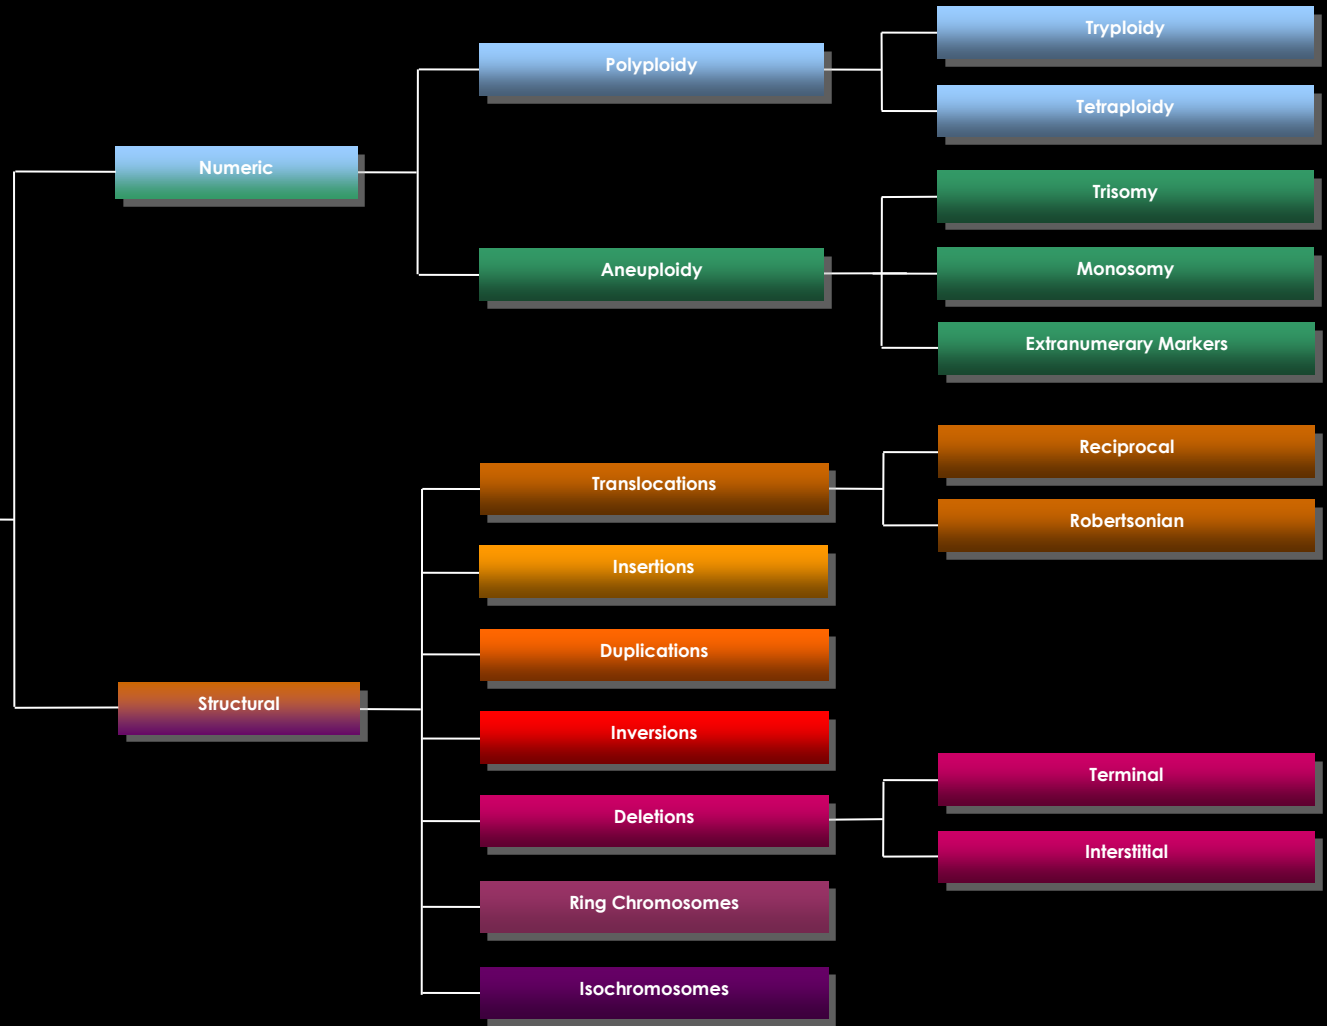 Numeric
Polyploidy
Tryploidy
Tetraploidy
Aneuploidy
Trisomy
Monosomy
Extranumerary Markers
Structural
Translocations
Reciprocal
Robertsonian
Insertions
Duplications
Inversions
Deletions
Terminal
Interstitial
Ring Chromosomes
Isochromosomes